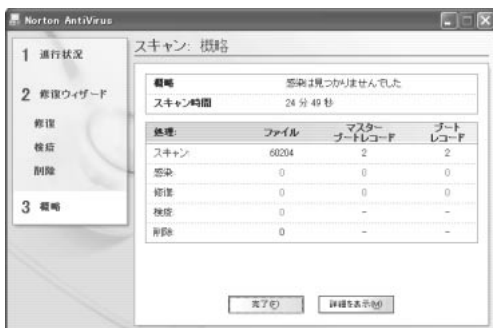 Norton AntiVirus
1 進行状況
2 修復ウィザード
修復
検疫
削除
3 概略
スキャン: 概略
概略 感染は見つかりませんでした
スキャン時間 24 分 49 秒
処理: ファイル マスターブートレコード ブートレコード
スキャン: 60204 2 2
感染: 0 0 0
修復: 0 0 0
検疫: 0 - -
削除: 0 - -
完了(F) 詳細を表示(M)